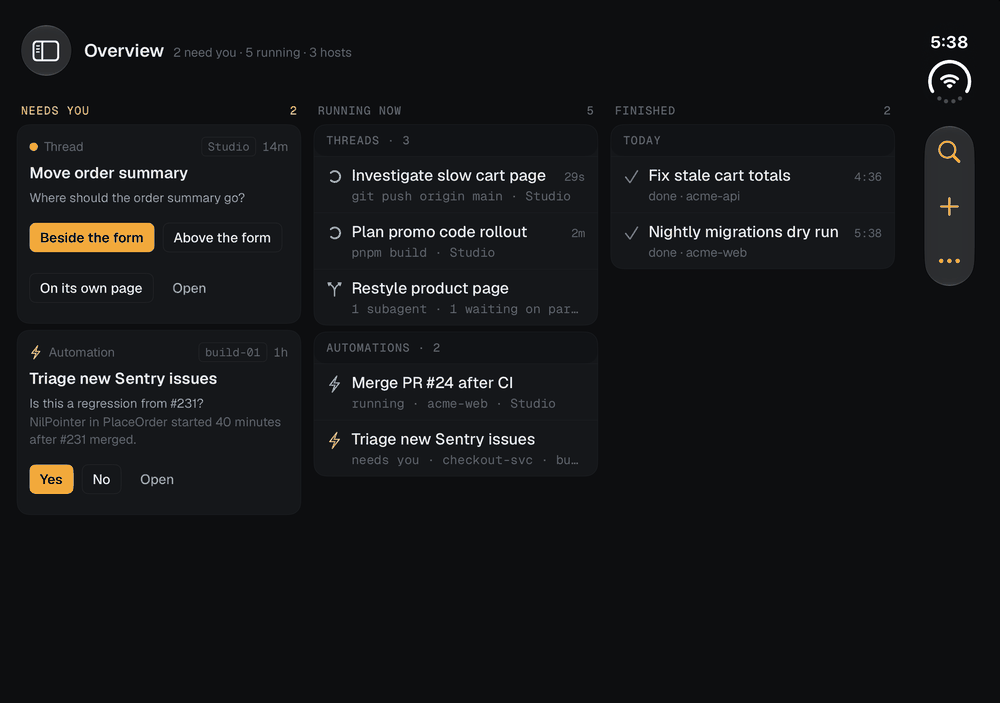 Overview 2 need you · 5 running · 3 hosts
5:38
NEEDS YOU 2
Thread Studio 14m
Move order summary
Where should the order summary go?
Beside the form Above the form
On its own page Open
Automation build-01 1h
Triage new Sentry issues
Is this a regression from #231?
NilPointer in PlaceOrder started 40 minutes
after #231 merged.
Yes No Open
RUNNING NOW 5
THREADS · 3
Investigate slow cart page 29s
git push origin main · Studio
Plan promo code rollout 2m
pnpm build · Studio
Restyle product page
1 subagent · 1 waiting on par…
AUTOMATIONS · 2
Merge PR #24 after CI
running · acme-web · Studio
Triage new Sentry issues
needs you · checkout-svc · bu…
FINISHED 2
TODAY
Fix stale cart totals 4:36
done · acme-api
Nightly migrations dry run 5:38
done · acme-web